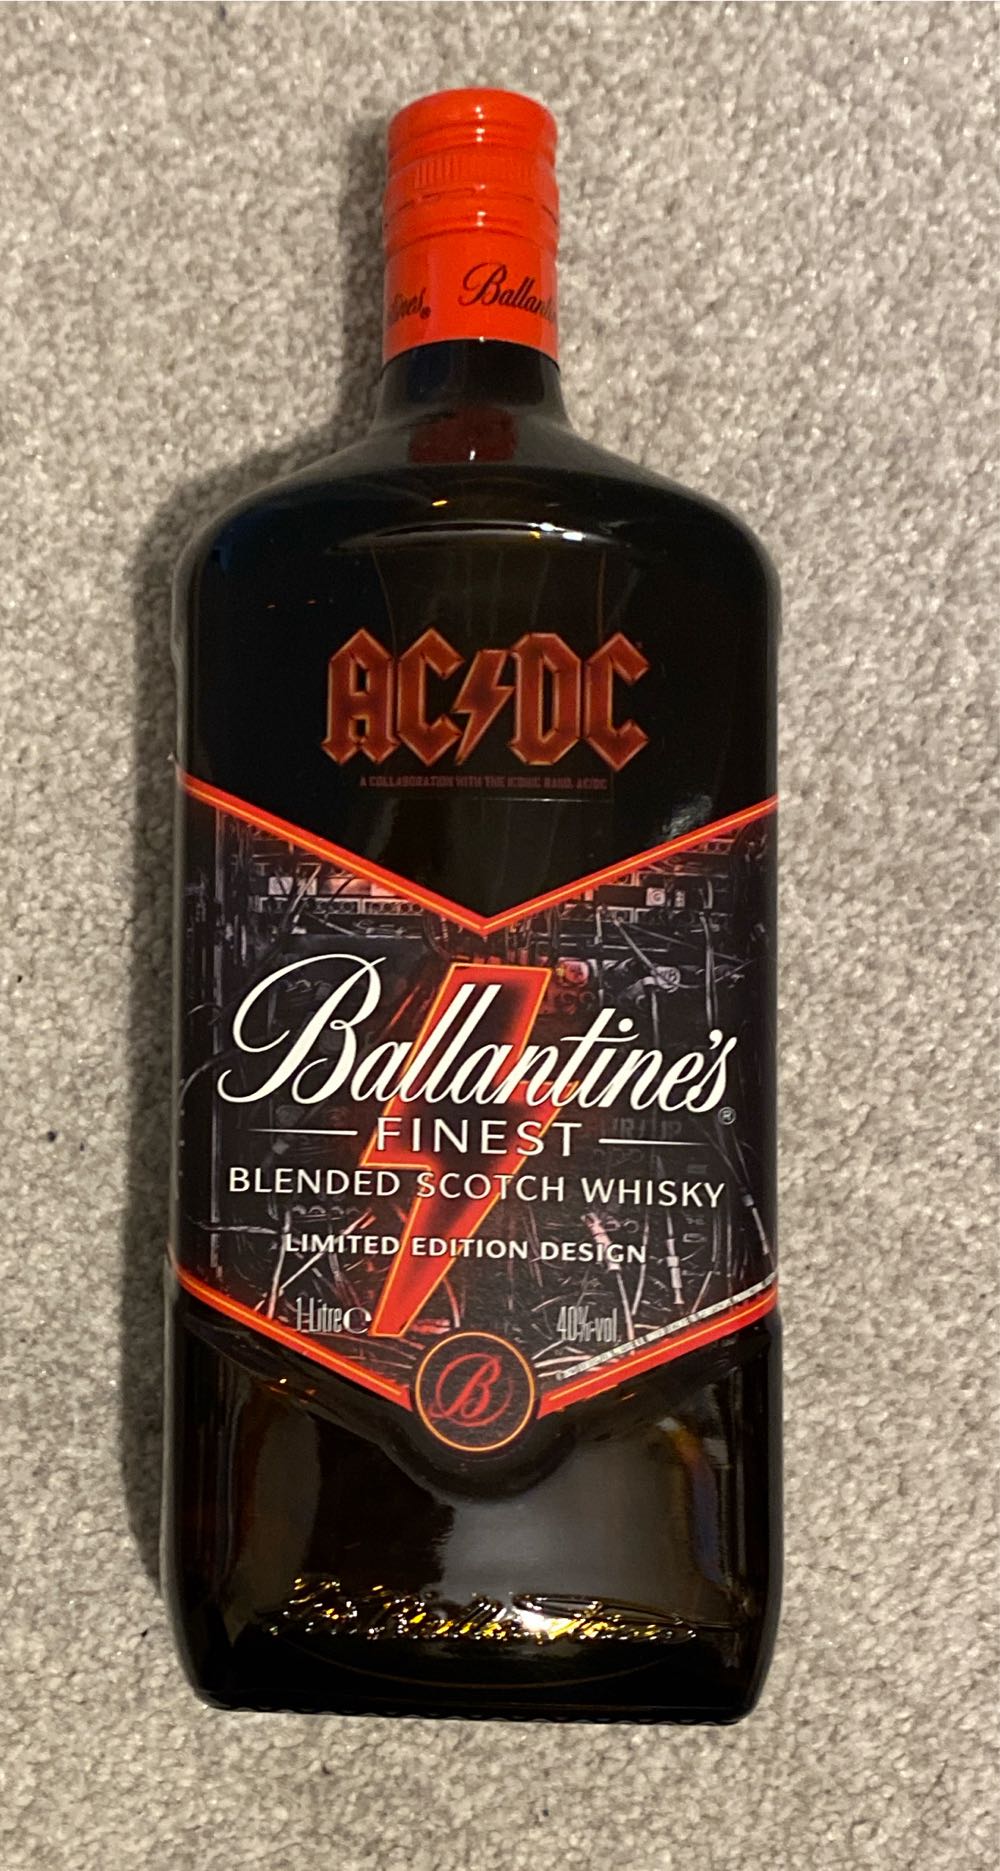 Ballant
AC DC
A COLLABORATION WITH THE ICONIC BAND, AC/DC
Ballantine's®
FINEST
BLENDED SCOTCH WHISKY
LIMITED EDITION DESIGN
1 Litre ℮ 40% vol.
B